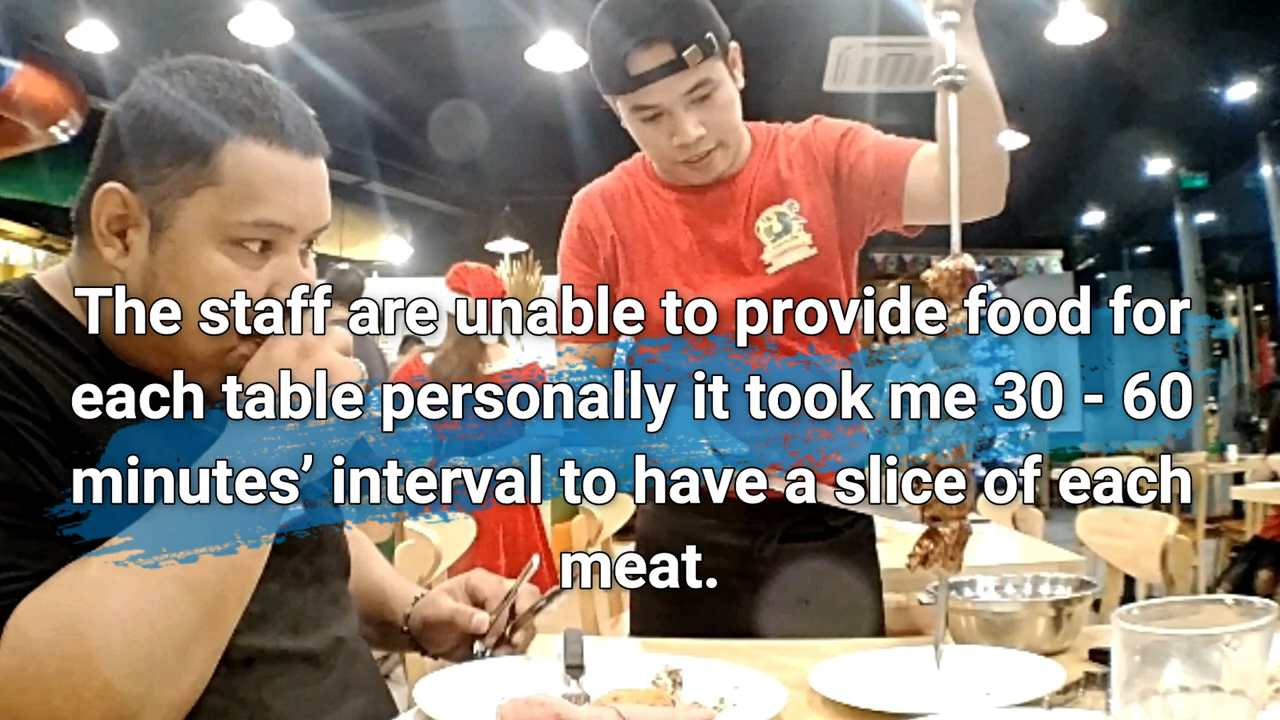 The staff are unable to provide food for
each table personally it took me 30 - 60
minutes’ interval to have a slice of each
meat.